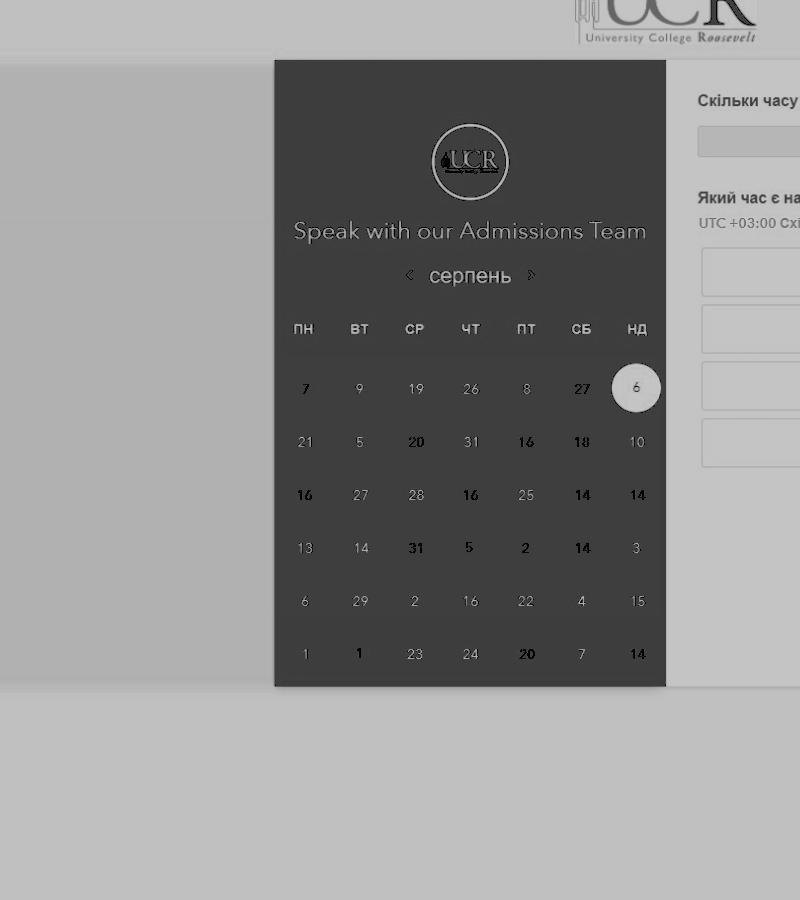 UCR
University College Roosevelt
Скільки часу
UCR
Який час є на
Speak with our Admissions Team
UTC +03:00 Схі
< серпень >
ПН ВТ СР ЧТ ПТ СБ НД
7 9 19 26 8 27 6
21 5 20 31 16 18 10
16 27 28 16 25 14 14
13 14 31 5 2 14 3
6 29 2 16 22 4 15
1 1 23 24 20 7 14